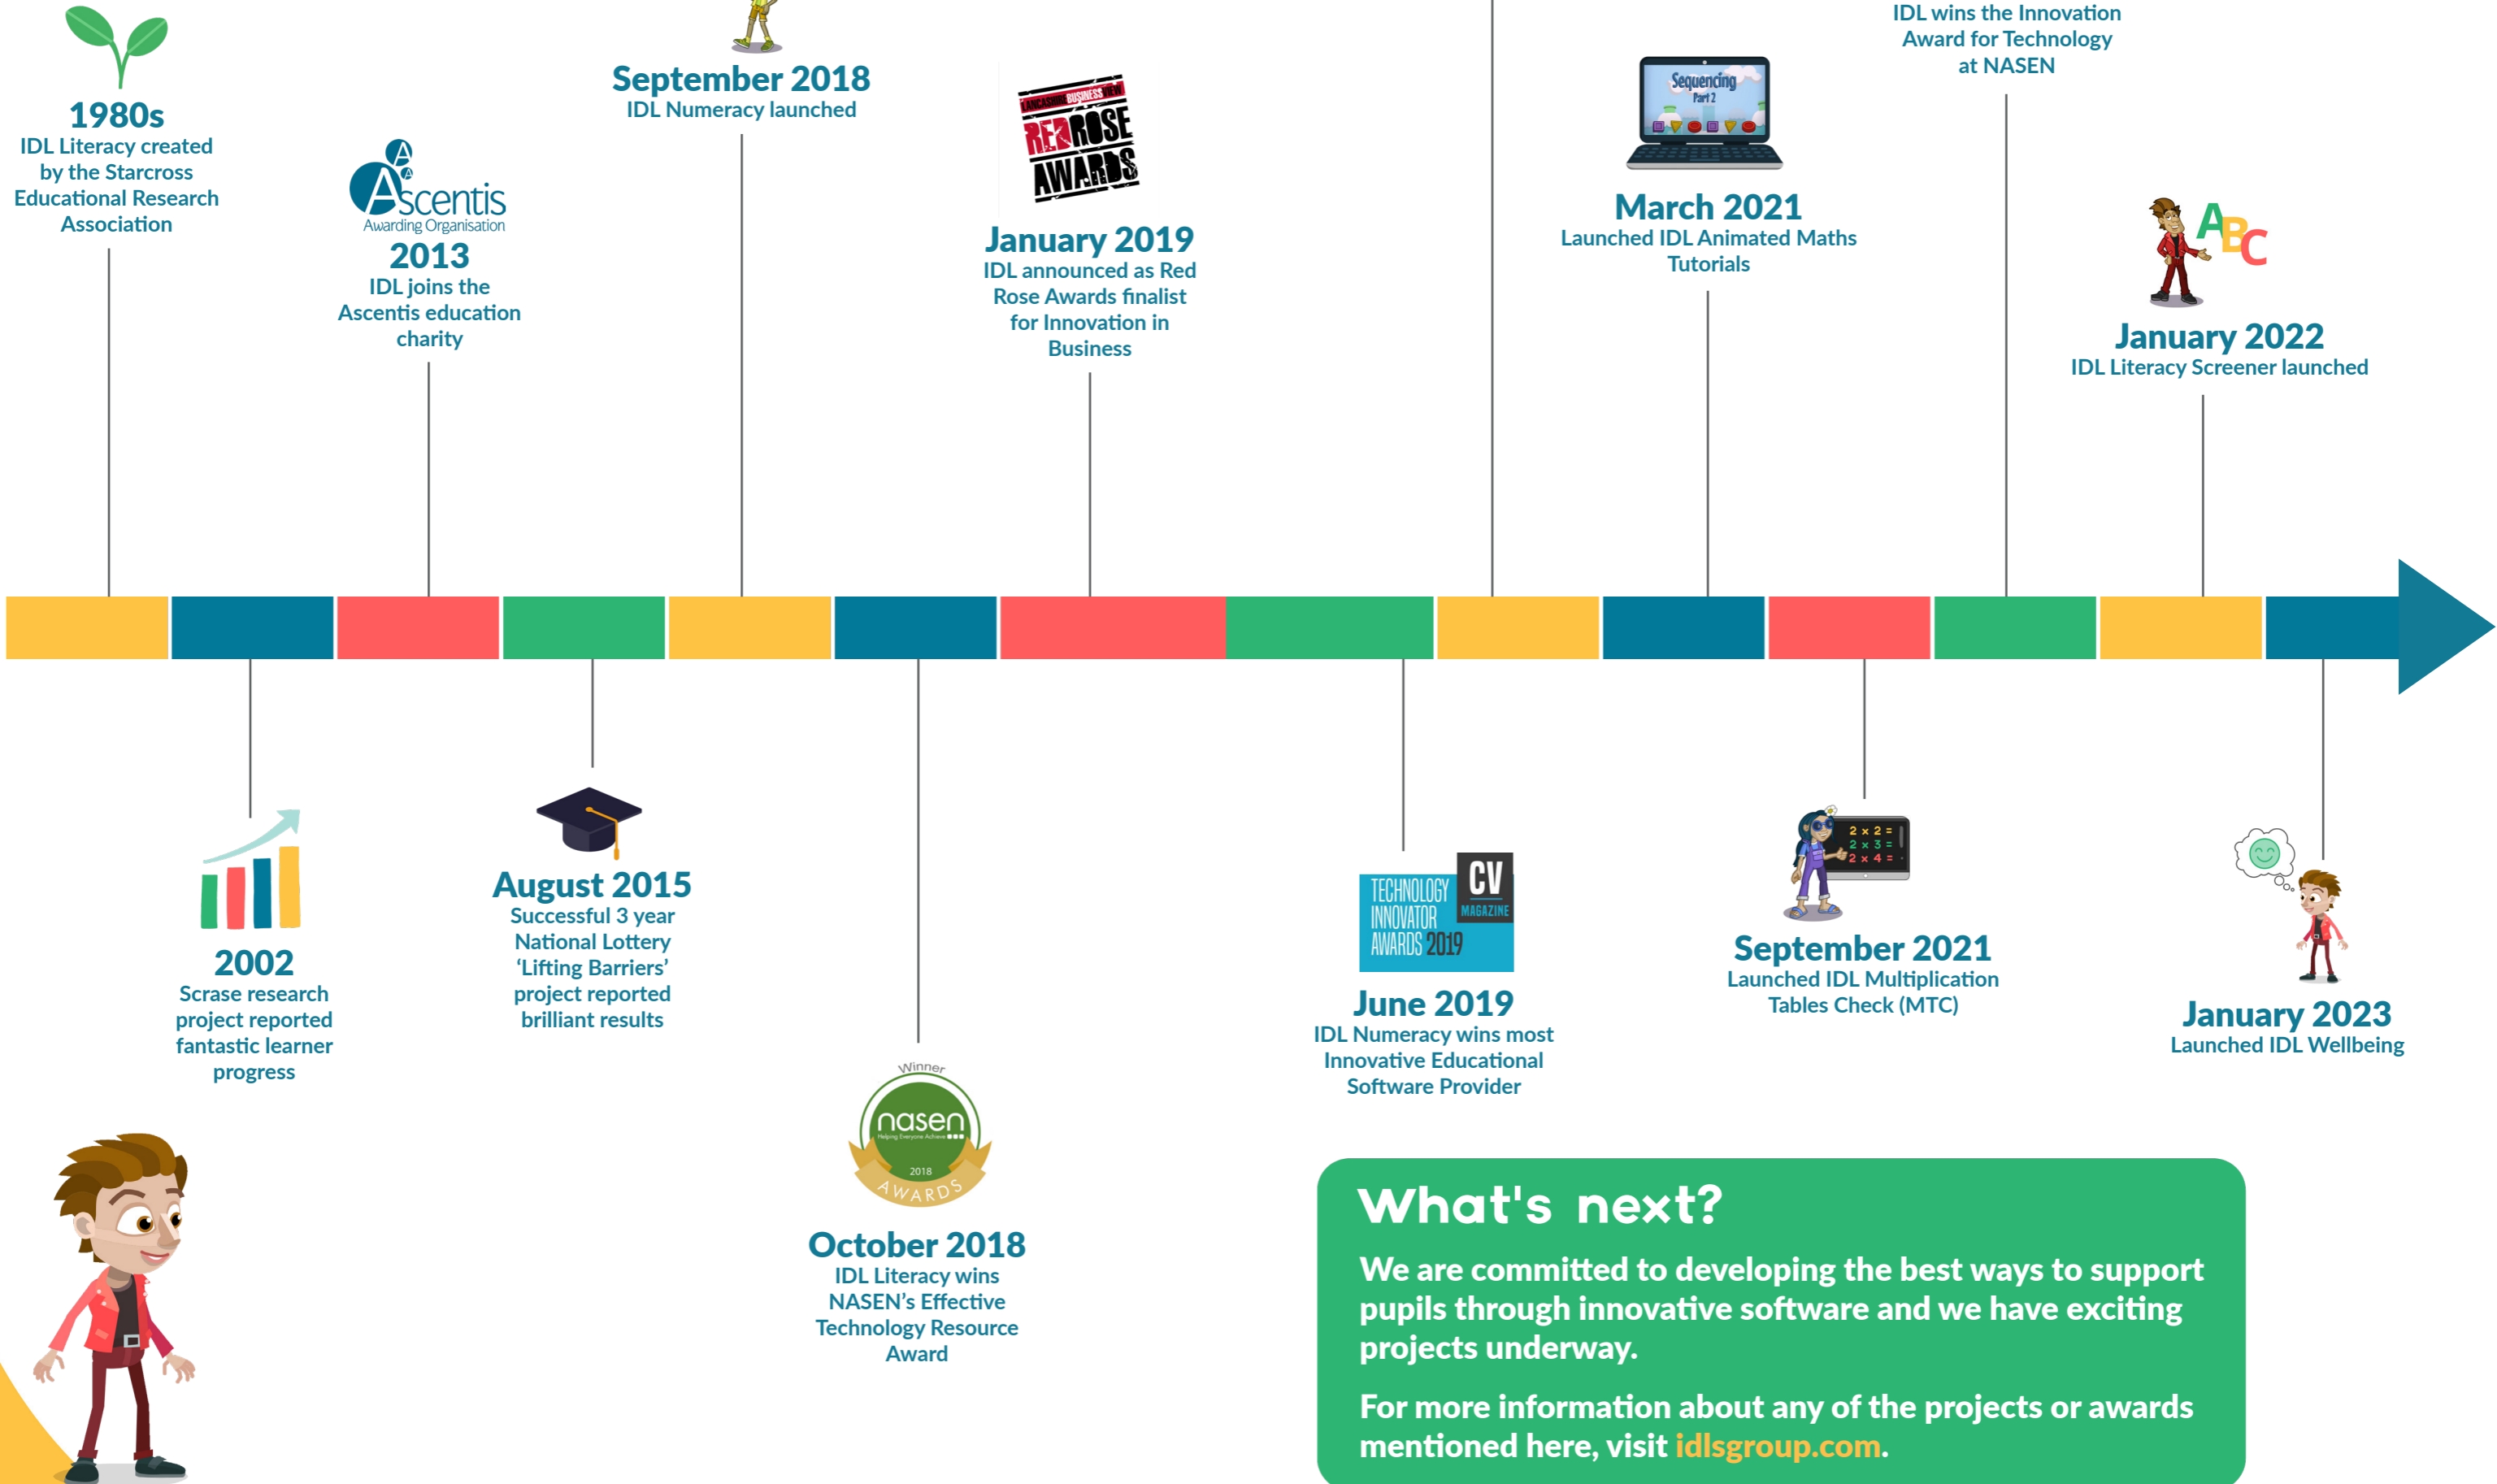 1980s
IDL Literacy created
by the Starcross
Educational Research
Association
Ascentis
Awarding Organisation
2013
IDL joins the
Ascentis education
charity
September 2018
IDL Numeracy launched
LANCASHIRE BUSINESS VIEW
RED ROSE
AWARDS
January 2019
IDL announced as Red
Rose Awards finalist
for Innovation in
Business
Sequencing
Part 2
March 2021
Launched IDL Animated Maths
Tutorials
IDL wins the Innovation
Award for Technology
at NASEN
ABC
January 2022
IDL Literacy Screener launched
2002
Scrase research
project reported
fantastic learner
progress
August 2015
Successful 3 year
National Lottery
‘Lifting Barriers’
project reported
brilliant results
Winner
nasen
Helping Everyone Achieve
2018
AWARDS
October 2018
IDL Literacy wins
NASEN’s Effective
Technology Resource
Award
CV
MAGAZINE
TECHNOLOGY
INNOVATOR
AWARDS 2019
June 2019
IDL Numeracy wins most
Innovative Educational
Software Provider
2 x 2 =
2 x 3 =
2 x 4 =
September 2021
Launched IDL Multiplication
Tables Check (MTC)
January 2023
Launched IDL Wellbeing
What's next?
We are committed to developing the best ways to support
pupils through innovative software and we have exciting
projects underway.
For more information about any of the projects or awards
mentioned here, visit idlsgroup.com.